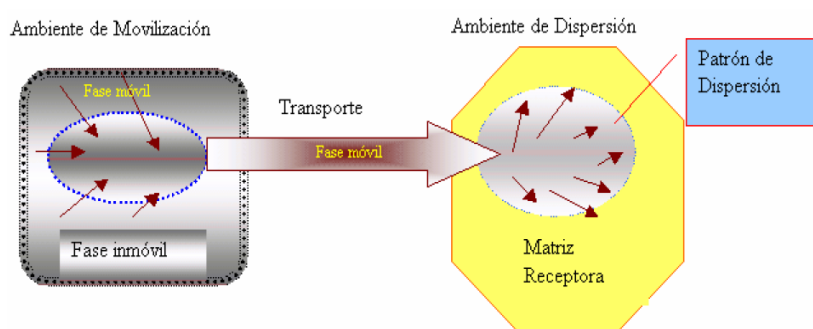 Ambiente de Movilización
Fase móvil
Fase inmóvil
Transporte
Fase móvil
Ambiente de Dispersión
Patrón de
Dispersión
Matriz
Receptora